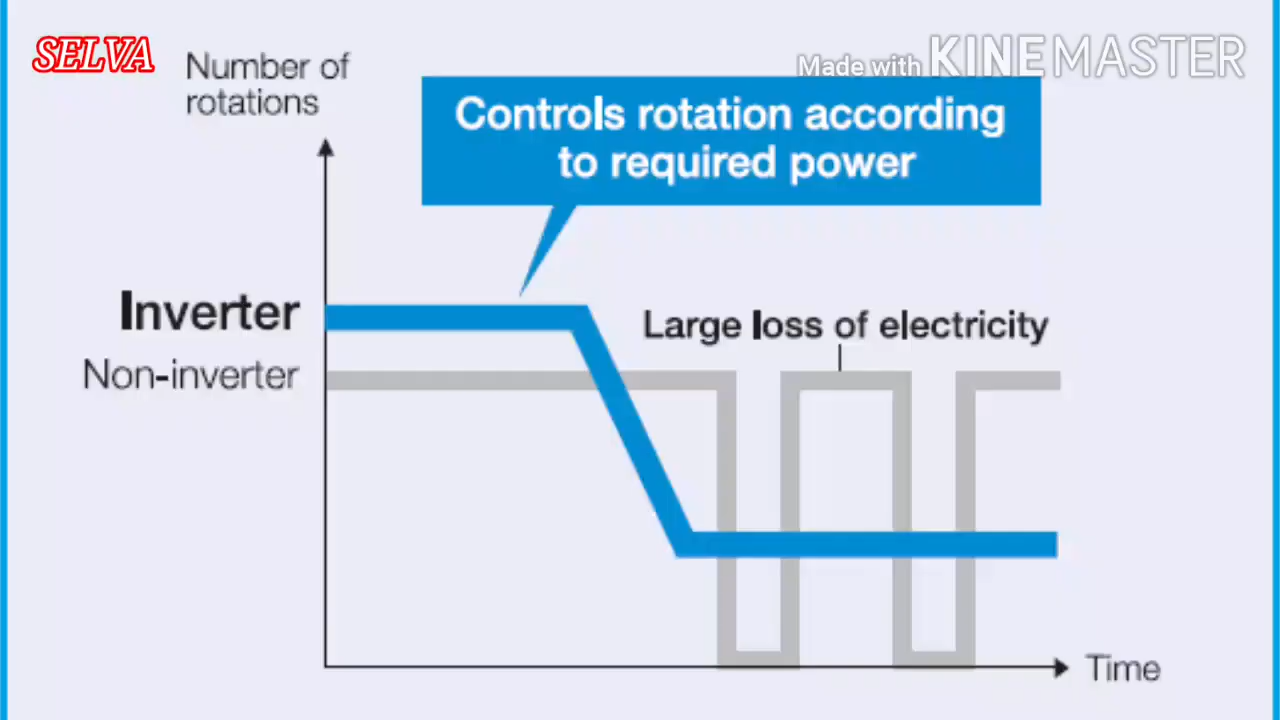 SELVA
Number of
rotations
Made with KINEMASTER
Controls rotation according
to required power
Inverter
Large loss of electricity
Non-inverter
Time